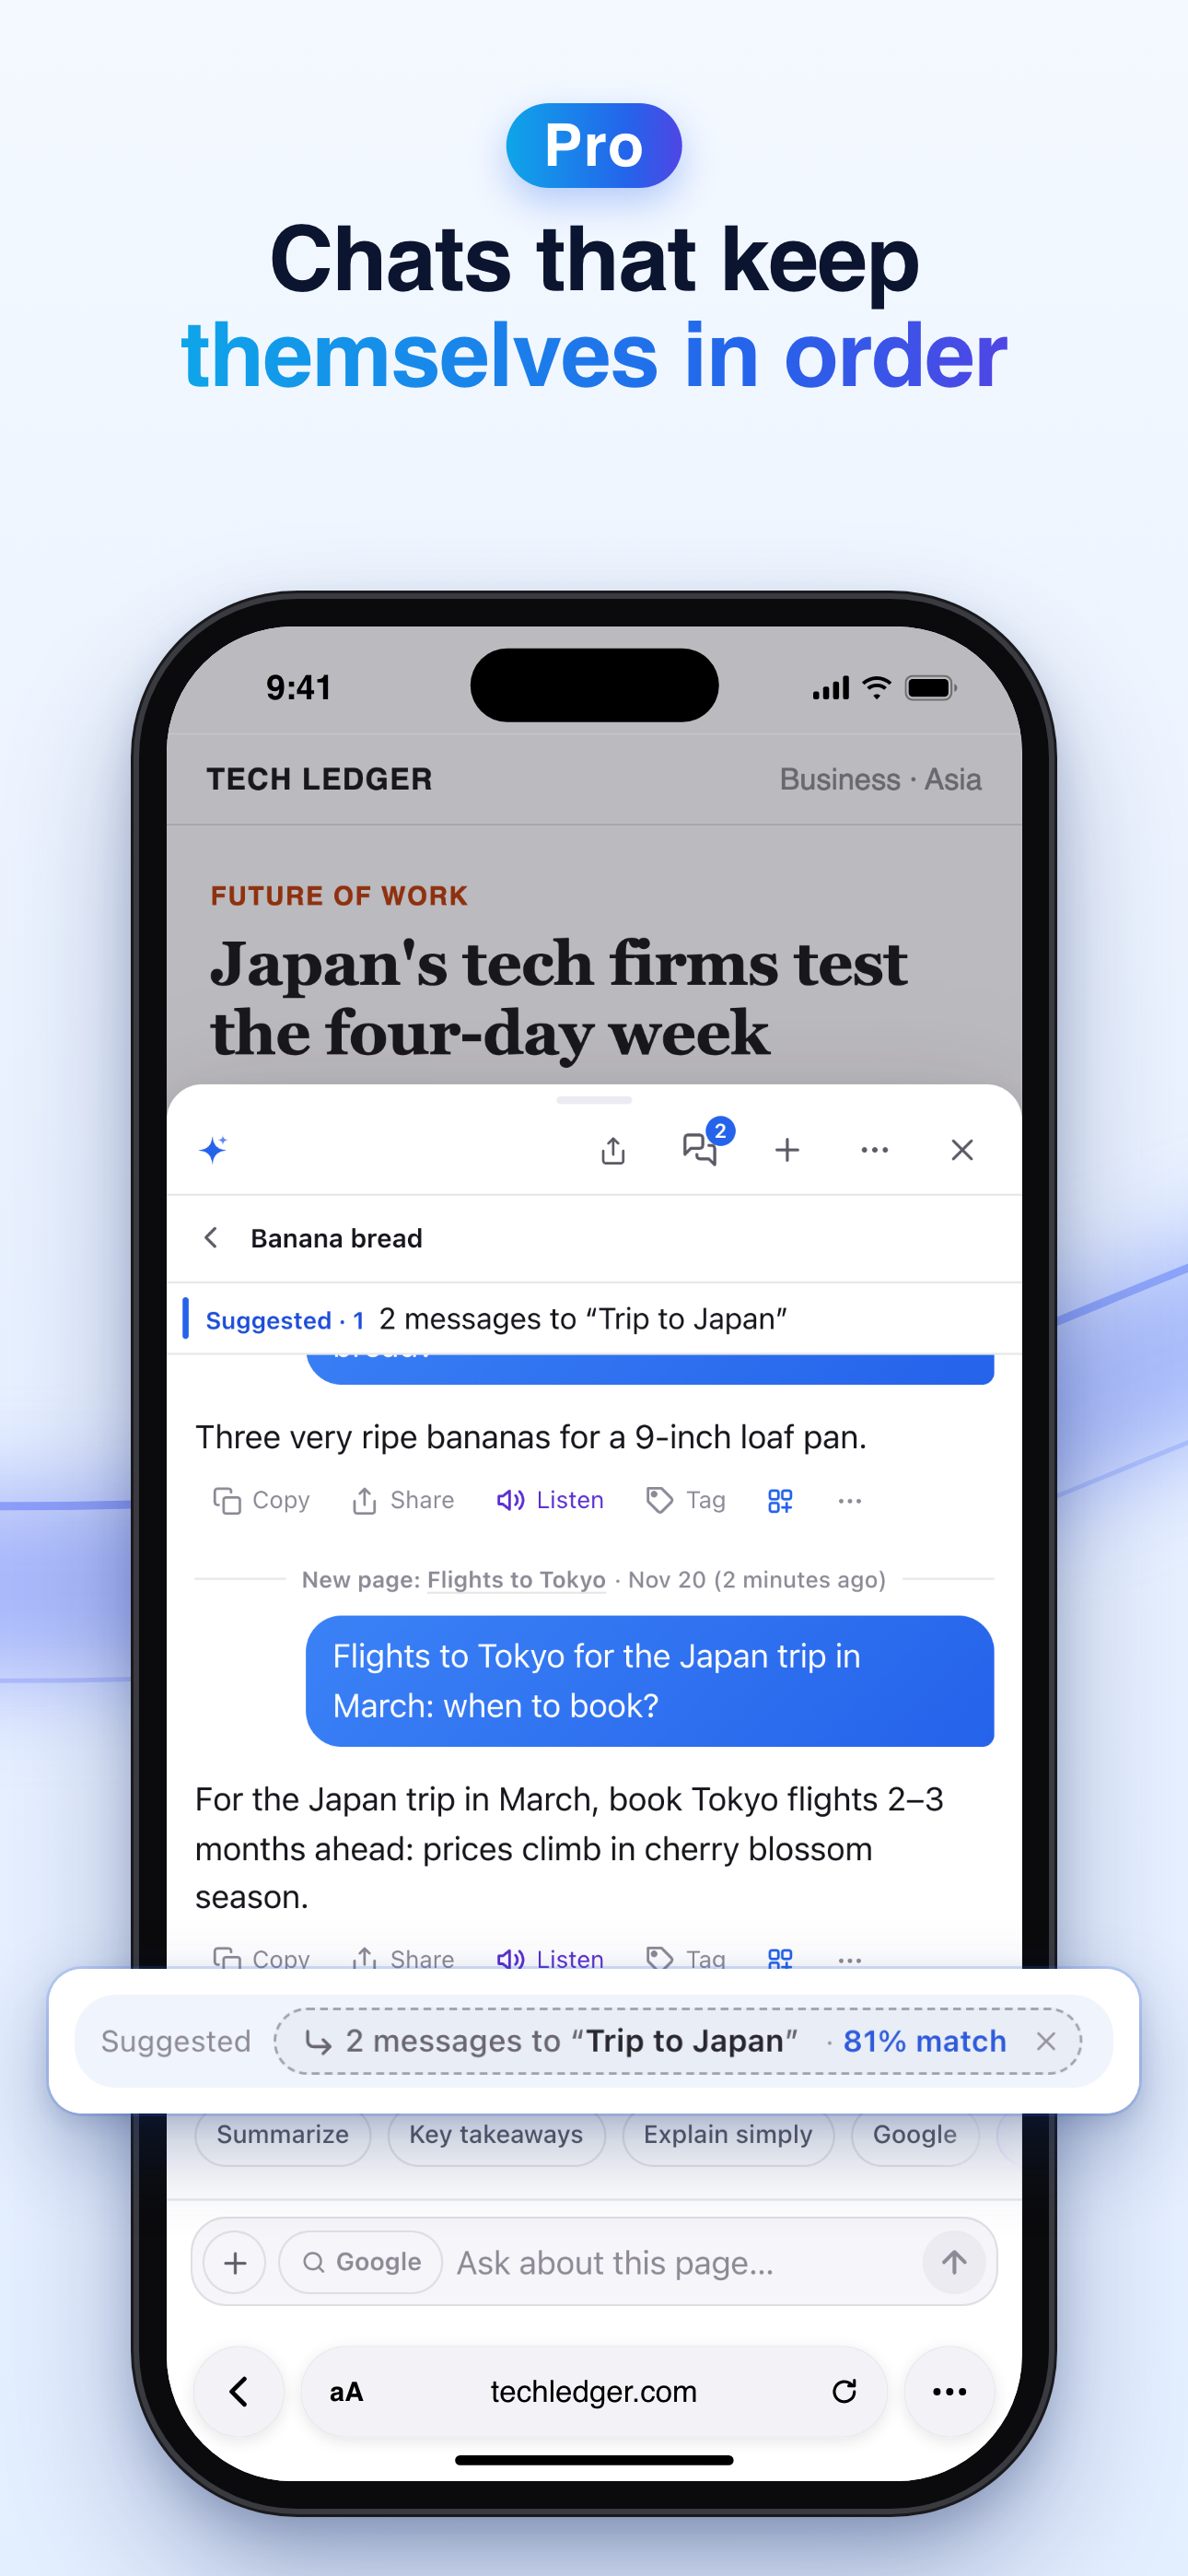 Pro
Chats that keep
themselves in order
9:41
TECH LEDGER
Business · Asia
FUTURE OF WORK
Japan's tech firms test
the four-day week
2
Banana bread
Suggested · 1 2 messages to “Trip to Japan”
Three very ripe bananas for a 9-inch loaf pan.
Copy Share Listen Tag
New page: Flights to Tokyo · Nov 20 (2 minutes ago)
Flights to Tokyo for the Japan trip in
March: when to book?
For the Japan trip in March, book Tokyo flights 2–3
months ahead: prices climb in cherry blossom
season.
Copy Share Listen Tag
Suggested 2 messages to “Trip to Japan” · 81% match
Summarize Key takeaways Explain simply Google
Google Ask about this page...
aA techledger.com